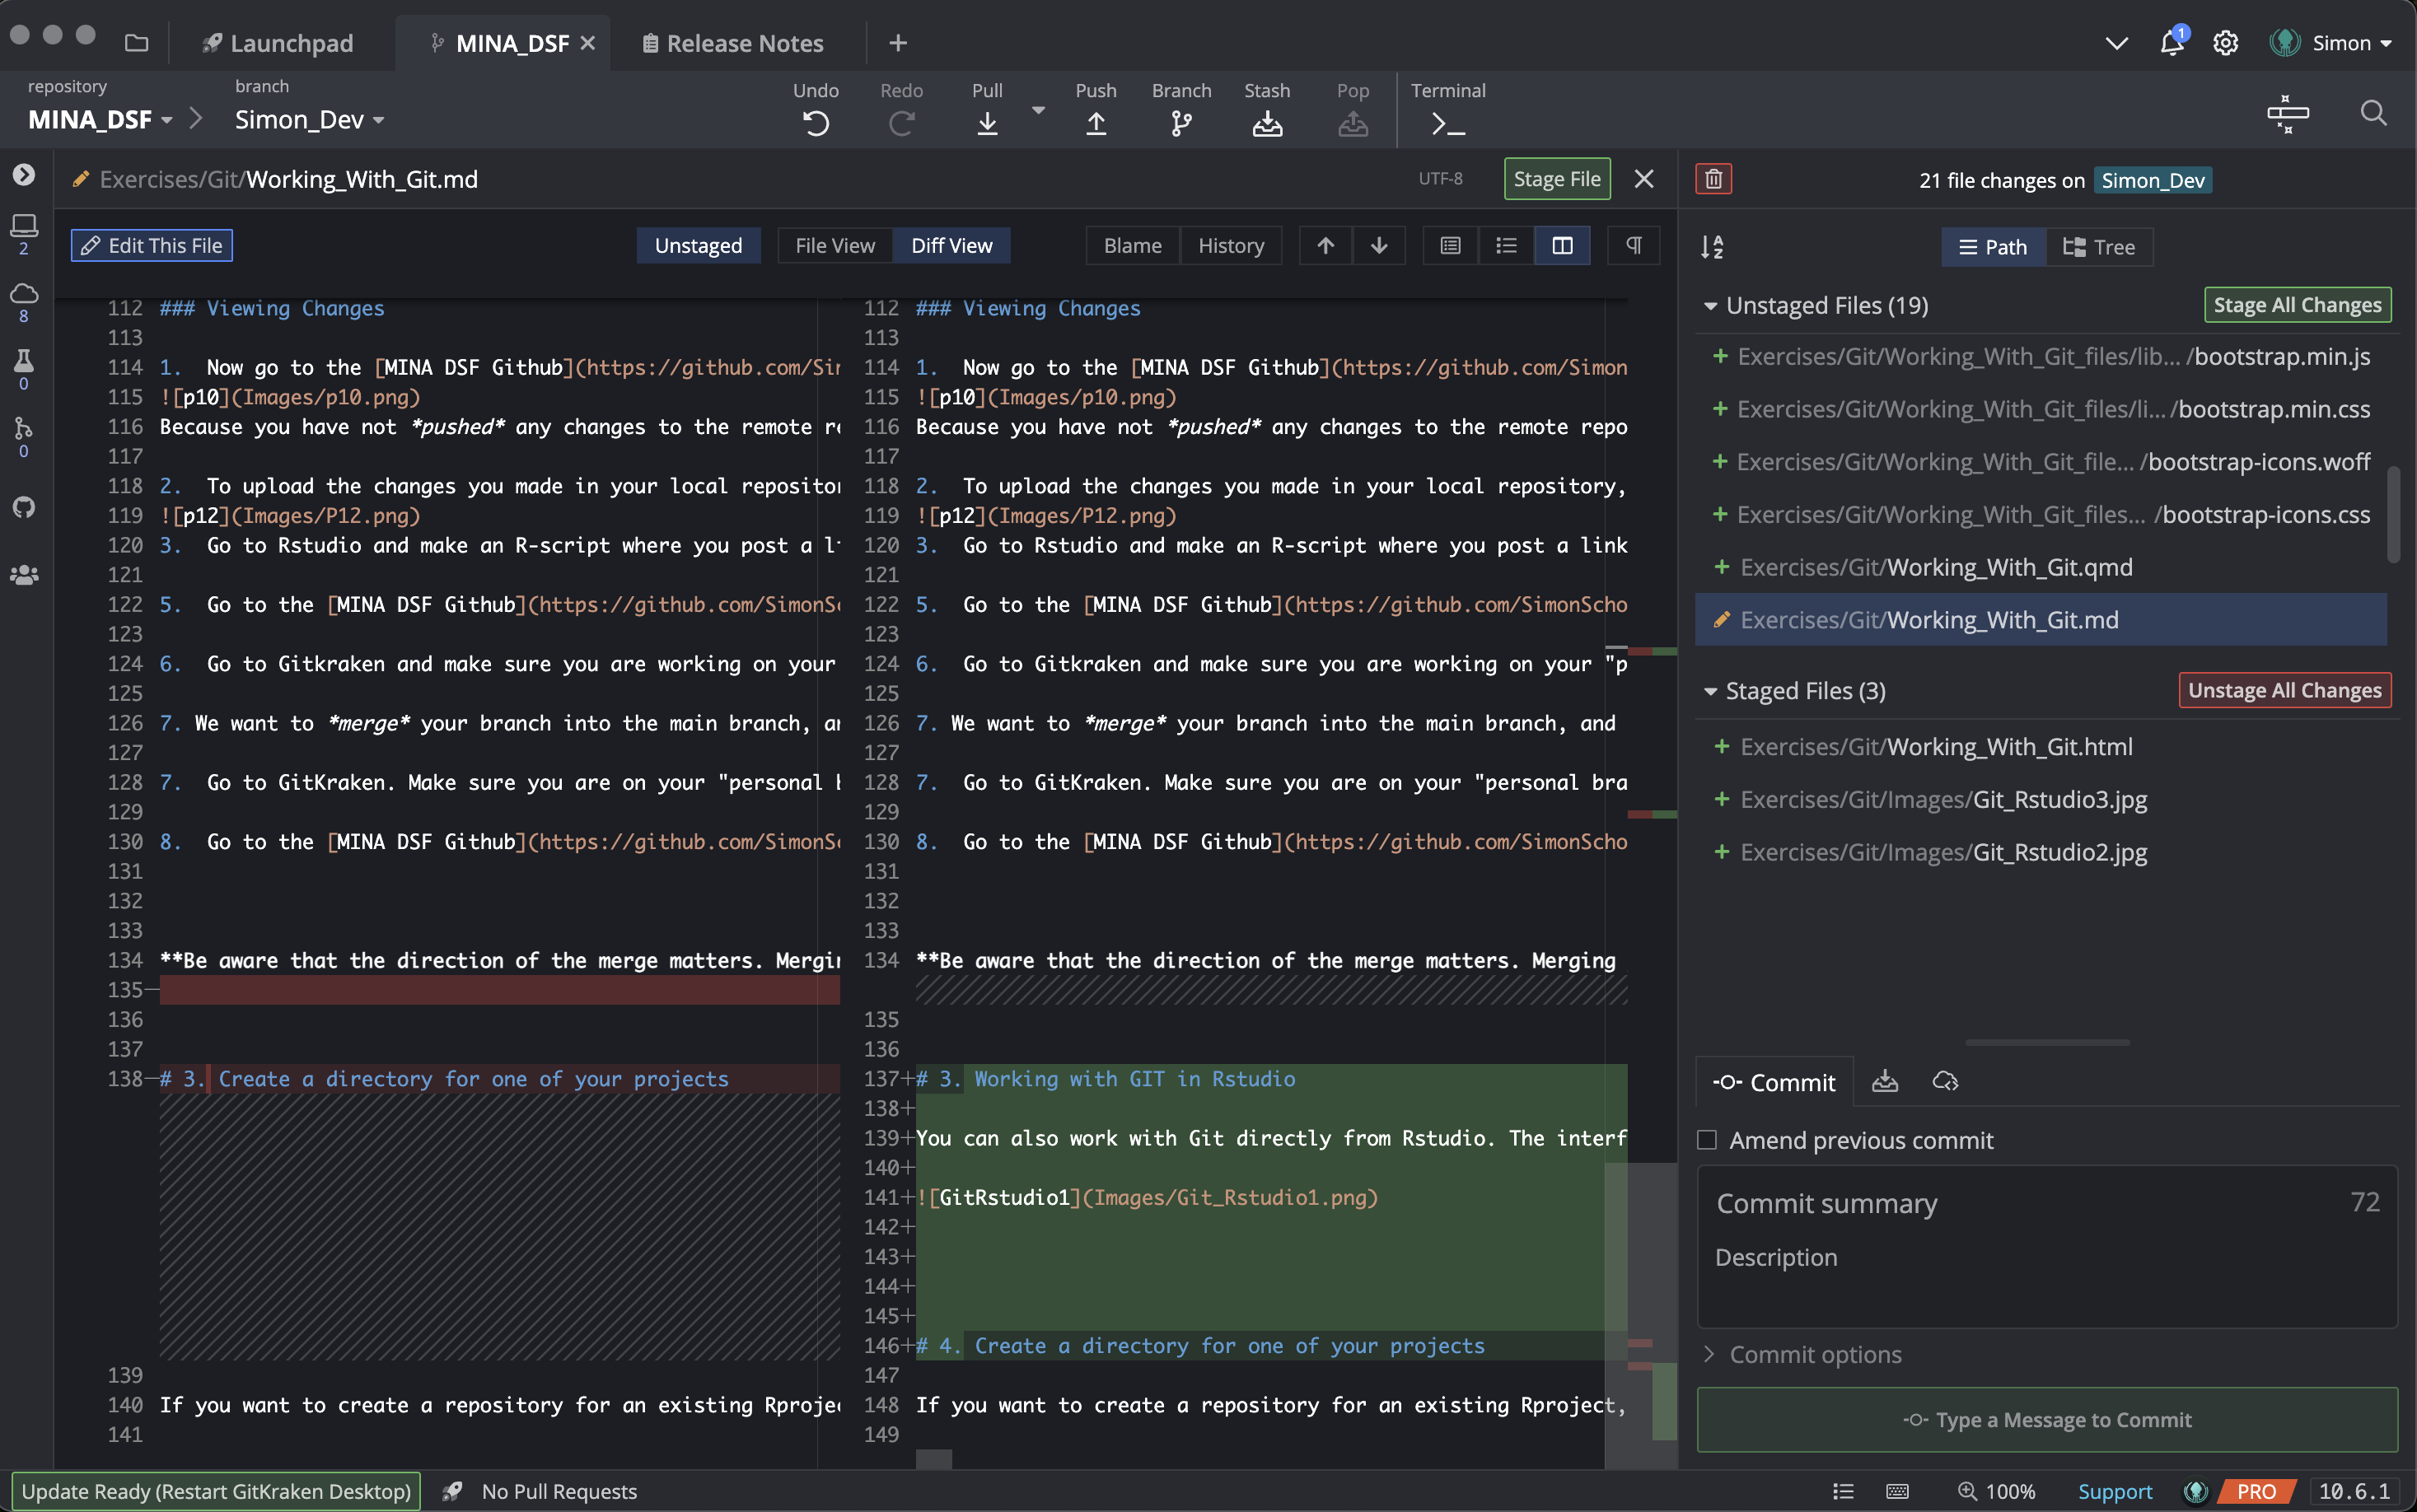 Launchpad
MINA_DSF
Release Notes
1
Simon
repository
MINA_DSF
branch
Simon_Dev
Undo
Redo
Pull
Push
Branch
Stash
Pop
Terminal
Exercises/Git/Working_With_Git.md
UTF-8
Stage File
21 file changes on Simon_Dev
2
8
0
0
Edit This File
Unstaged
File View
Diff View
Blame
History
Path
Tree
112 ### Viewing Changes
113
114 1. Now go to the [MINA DSF Github](https://github.com/Sim
115 ![p10](Images/p10.png)
116 Because you have not *pushed* any changes to the remote re
117
118 2. To upload the changes you made in your local repositor
119 ![p12](Images/P12.png)
120 3. Go to Rstudio and make an R-script where you post a li
121
122 5. Go to the [MINA DSF Github](https://github.com/SimonSc
123
124 6. Go to Gitkraken and make sure you are working on your
125
126 7. We want to *merge* your branch into the main branch, an
127
128 7. Go to GitKraken. Make sure you are on your "personal b
129
130 8. Go to the [MINA DSF Github](https://github.com/SimonSc
131
132
133
134 **Be aware that the direction of the merge matters. Mergin
135—
136
137
138—# 3. Create a directory for one of your projects
139
140 If you want to create a repository for an existing Rprojec
141
112 ### Viewing Changes
113
114 1. Now go to the [MINA DSF Github](https://github.com/Simon
115 ![p10](Images/p10.png)
116 Because you have not *pushed* any changes to the remote repo
117
118 2. To upload the changes you made in your local repository,
119 ![p12](Images/P12.png)
120 3. Go to Rstudio and make an R-script where you post a link
121
122 5. Go to the [MINA DSF Github](https://github.com/SimonScho
123
124 6. Go to Gitkraken and make sure you are working on your "p
125
126 7. We want to *merge* your branch into the main branch, and
127
128 7. Go to GitKraken. Make sure you are on your "personal bra
129
130 8. Go to the [MINA DSF Github](https://github.com/SimonScho
131
132
133
134 **Be aware that the direction of the merge matters. Merging
135
136
137+# 3. Working with GIT in Rstudio
138+
139+You can also work with Git directly from Rstudio. The interf
140+
141+![GitRstudio1](Images/Git_Rstudio1.png)
142+
143+
144+
145+
146+# 4. Create a directory for one of your projects
147
148 If you want to create a repository for an existing Rproject,
149
Unstaged Files (19)
Stage All Changes
+ Exercises/Git/Working_With_Git_files/lib... /bootstrap.min.js
+ Exercises/Git/Working_With_Git_files/li... /bootstrap.min.css
+ Exercises/Git/Working_With_Git_file... /bootstrap-icons.woff
+ Exercises/Git/Working_With_Git_files... /bootstrap-icons.css
+ Exercises/Git/Working_With_Git.qmd
Exercises/Git/Working_With_Git.md
Staged Files (3)
Unstage All Changes
+ Exercises/Git/Working_With_Git.html
+ Exercises/Git/Images/Git_Rstudio3.jpg
+ Exercises/Git/Images/Git_Rstudio2.jpg
Commit
Amend previous commit
Commit summary
72
Description
Commit options
Type a Message to Commit
Update Ready (Restart GitKraken Desktop)
No Pull Requests
100%
Support
PRO
10.6.1